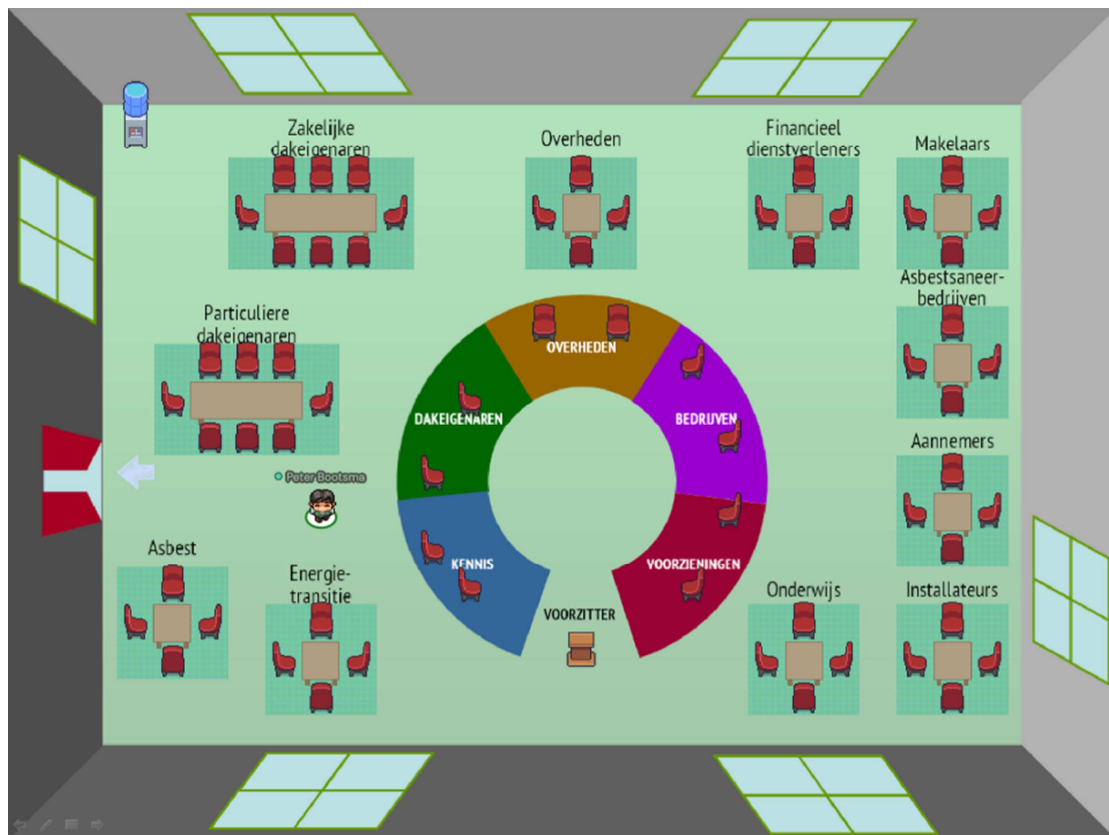 Zakelijke
dakeigenaren
Overheden
Financieel
dienstverleners
Makelaars
Asbestsaneer-
bedrijven
Particuliere
dakeigenaren
OVERHEDEN
DAKEIGENAREN
BEDRIJVEN
Aannemers
Peter Bootsma
Asbest
Energie-
transitie
KENNIS
VOORZIENINGEN
VOORZITTER
Onderwijs
Installateurs